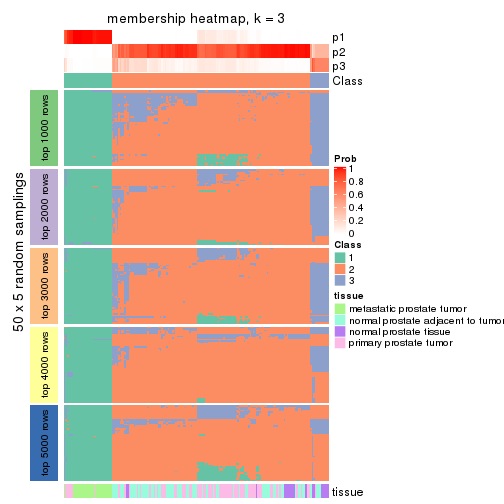 membership heatmap, k = 3
p1
p2
p3
Class
50 x 5 random samplings
top 1000 rows
top 2000 rows
top 3000 rows
top 4000 rows
top 5000 rows
Prob
1
0.8
0.6
0.4
0.2
0
Class
1
2
3
tissue
metastatic prostate tumor
normal prostate adjacent to tumor
normal prostate tissue
primary prostate tumor
tissue